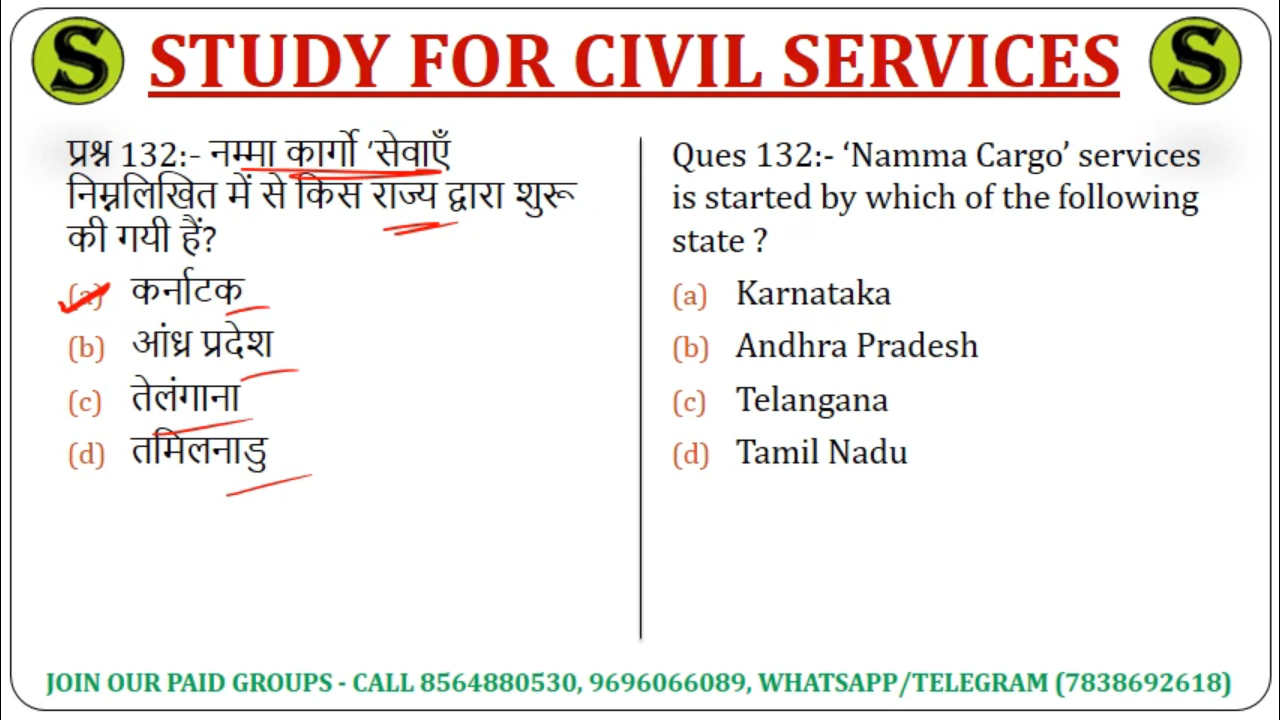 S STUDY FOR CIVIL SERVICES S
प्रश्न 132:- नम्मा कार्गो ’सेवाएँ
निम्नलिखित में से किस राज्य द्वारा शुरू
की गयी हैं?
(a) कर्नाटक
(b) आंध्र प्रदेश
(c) तेलंगाना
(d) तमिलनाडु
Ques 132:- ‘Namma Cargo’ services
is started by which of the following
state ?
(a) Karnataka
(b) Andhra Pradesh
(c) Telangana
(d) Tamil Nadu
JOIN OUR PAID GROUPS - CALL 8564880530, 9696066089, WHATSAPP/TELEGRAM (7838692618)